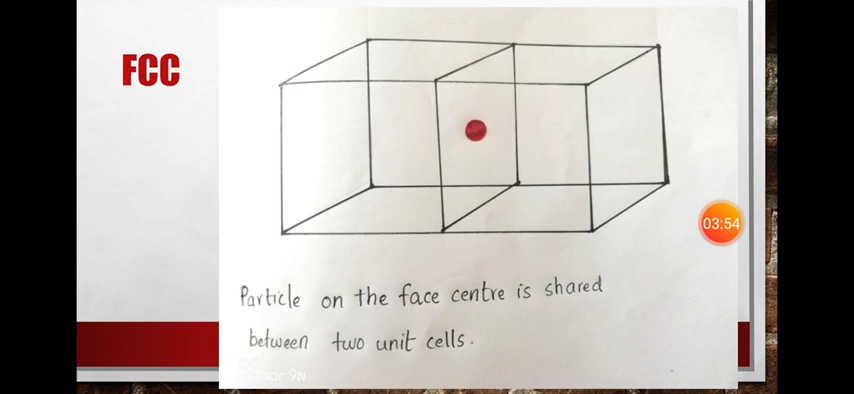 FCC
03:54
Particle on the face centre is shared
between two unit cells.